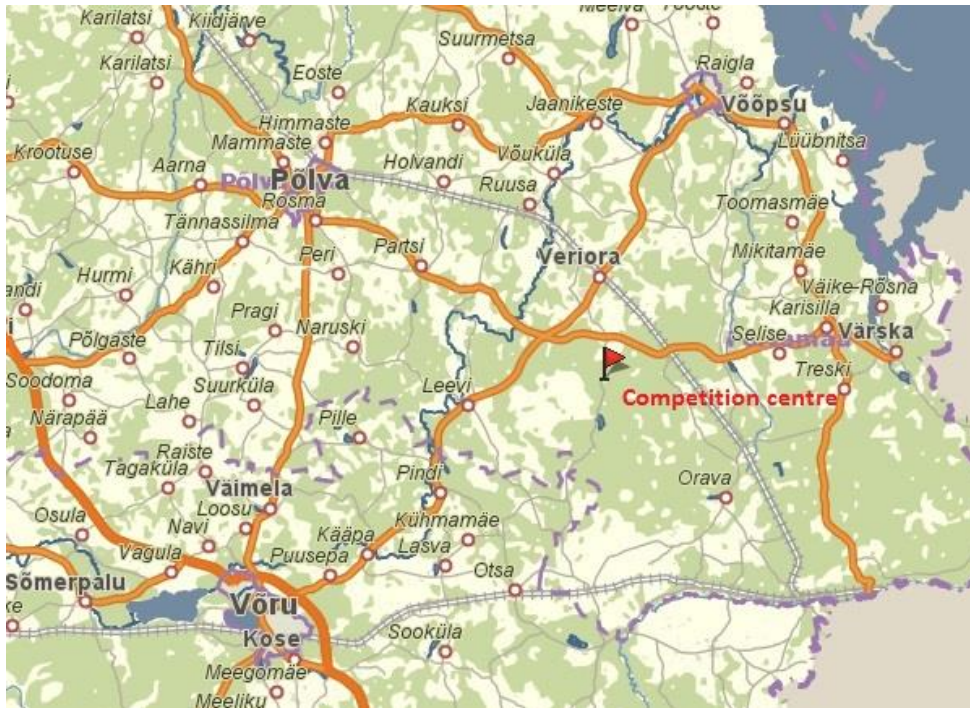 Karilatsi
Kiidjärve
Meelva
Suurmetsa
Karilatsi
Eoste
Raigla
Võõpsu
Kauksi
Jaanikeste
Himmaste
Mammaste
Lüübnitsa
Krootuse
Aarna
Holvandi
Võuküla
Põlva
Ruusa
Rosma
Toomasmäe
Tännassilma
Peri
Partsi
Mikitamäe
Kähri
Veriora
Hurmi
Väike-Rõsna
Pragi
Karisilla
Naruski
Selise
Värska
Põlgaste
Tilsi
Treski
Soodoma
Suurküla
Leevi
Competition centre
Närapää
Lahe
Pille
Raiste
Tagaküla
Pindi
Orava
Väimela
Loosu
Osula
Navi
Kääpa
Kühmamäe
Vagula
Puusepa
Lasva
Sõmerpalu
Otsa
Võru
Kose
Sooküla
Meegomäe
Meeliku